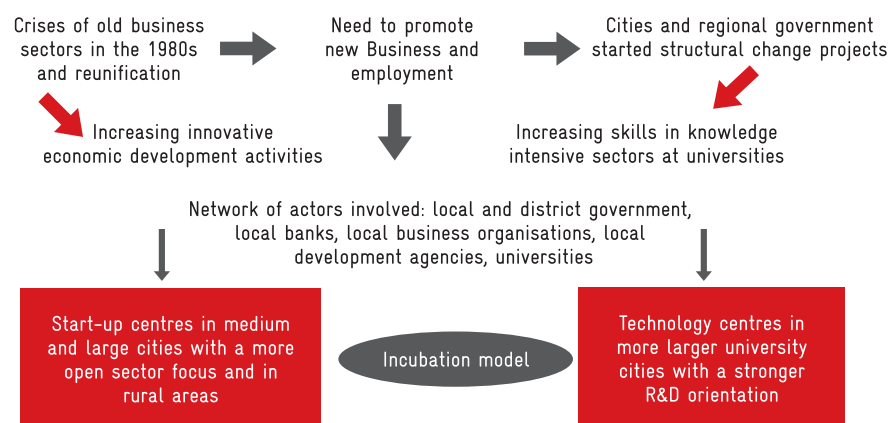 Crises of old business
sectors in the 1980s
and reunification
Need to promote
new Business and
employment
Cities and regional government
started structural change projects
Increasing innovative
economic development activities
Increasing skills in knowledge
intensive sectors at universities
Network of actors involved: local and district government,
local banks, local business organisations, local
development agencies, universities
Start-up centres in medium
and large cities with a more
open sector focus and in
rural areas
Incubation model
Technology centres in
more larger university
cities with a stronger
R&D orientation